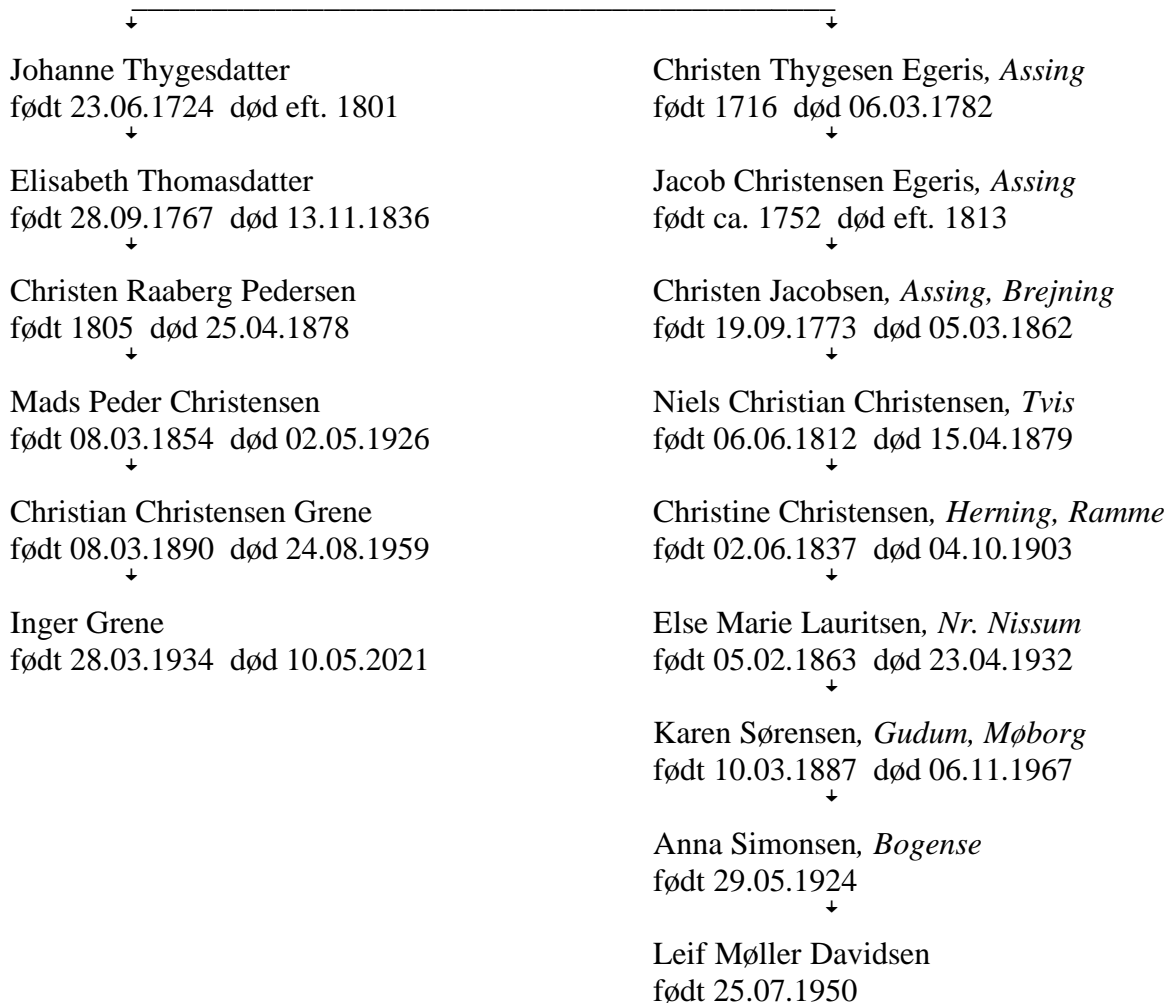 Johanne Thygesdatter
født 23.06.1724 død eft. 1801
Elisabeth Thomasdatter
født 28.09.1767 død 13.11.1836
Christen Raaberg Pedersen
født 1805 død 25.04.1878
Mads Peder Christensen
født 08.03.1854 død 02.05.1926
Christian Christensen Grene
født 08.03.1890 død 24.08.1959
Inger Grene
født 28.03.1934 død 10.05.2021
Christen Thygesen Egeris, Assing
født 1716 død 06.03.1782
Jacob Christensen Egeris, Assing
født ca. 1752 død eft. 1813
Christen Jacobsen, Assing, Brejning
født 19.09.1773 død 05.03.1862
Niels Christian Christensen, Tvis
født 06.06.1812 død 15.04.1879
Christine Christensen, Herning, Ramme
født 02.06.1837 død 04.10.1903
Else Marie Lauritsen, Nr. Nissum
født 05.02.1863 død 23.04.1932
Karen Sørensen, Gudum, Møborg
født 10.03.1887 død 06.11.1967
Anna Simonsen, Bogense
født 29.05.1924
Leif Møller Davidsen
født 25.07.1950